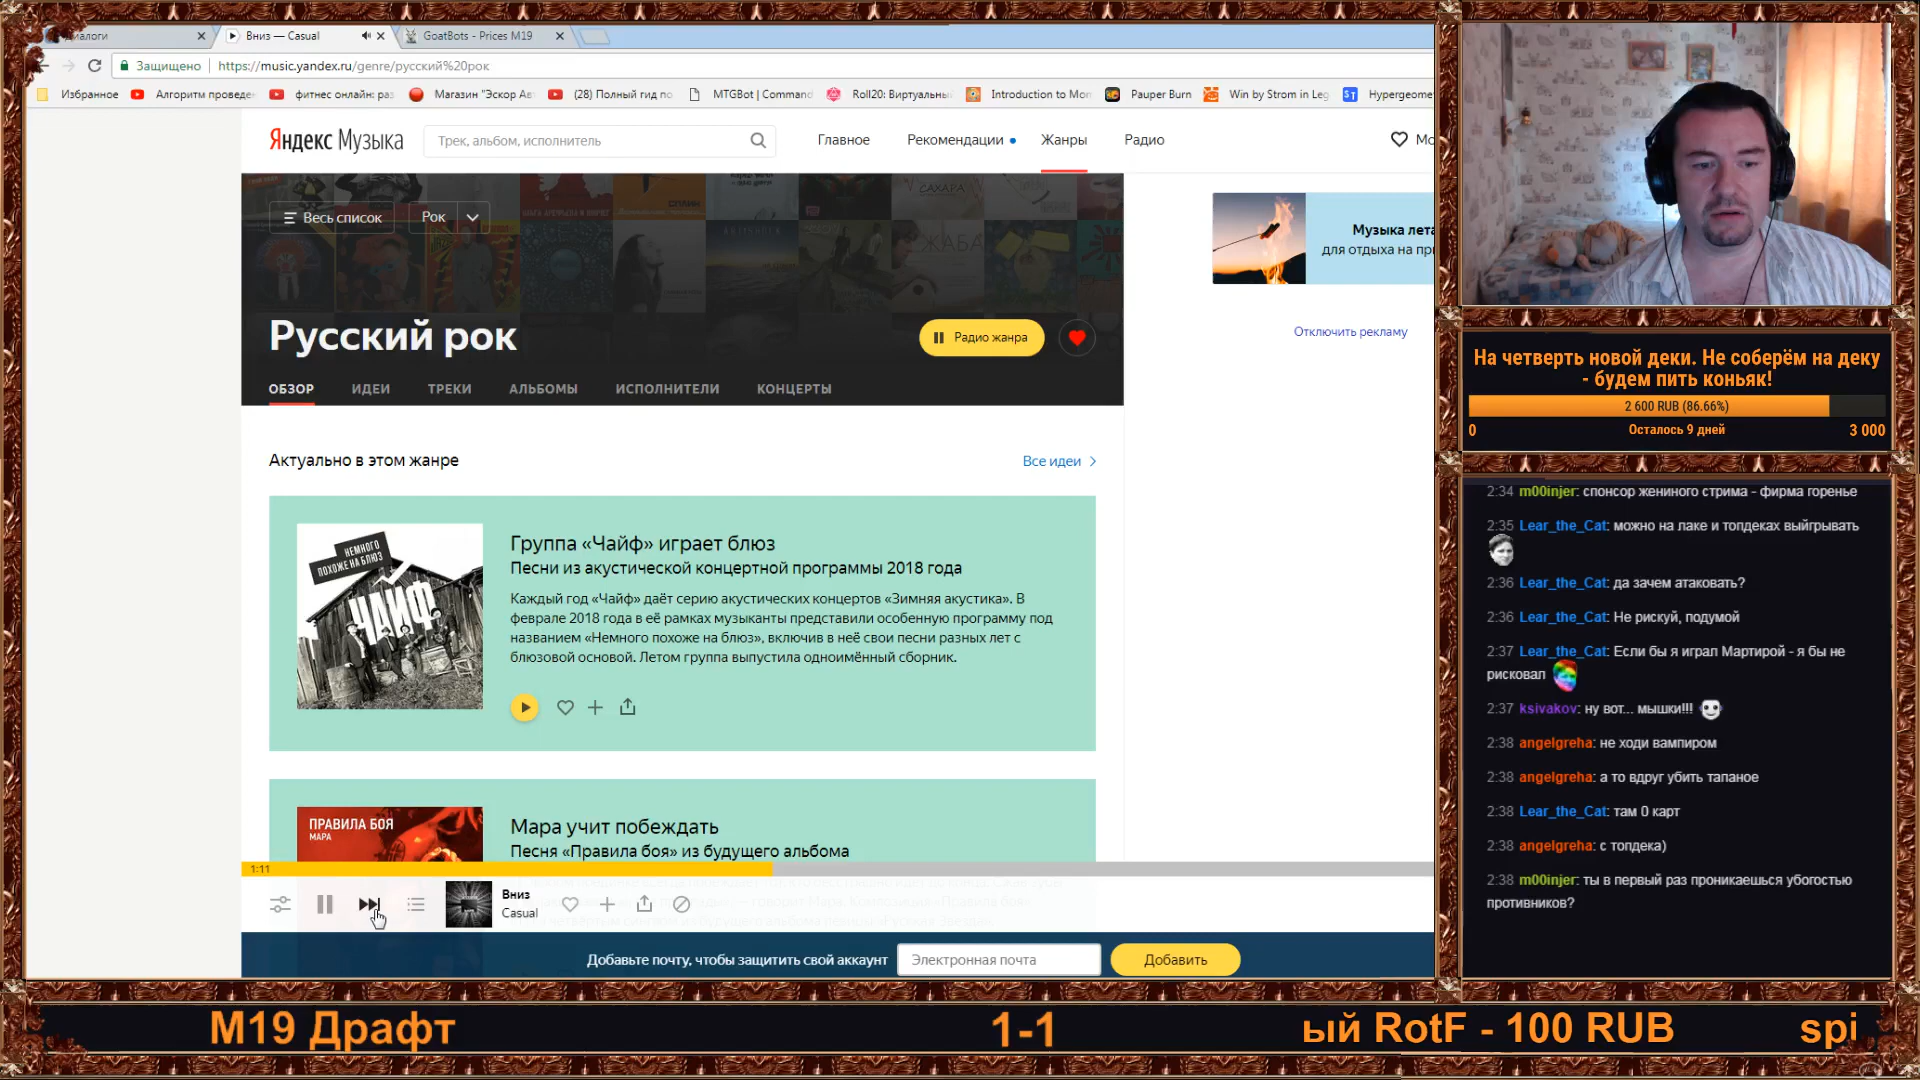 Вниз — Casual
GoatBots - Prices M19
Защищено
https://music.yandex.ru/genre/русский%20рок
Избранное
Алгоритм проведе
фитнес онлайн: раз
Магазин "Эскор Ав
(28) Полный гид по
MTGBot | Command
Roll20: Виртуальны
Introduction to Mon
Pauper Burn
Win by Strom in Leg
Hypergeome
Яндекс Музыка
Трек, альбом, исполнитель
Главное
Рекомендации
Жанры
Радио
Мо
Весь список
Рок
САХАРА
ЖАБА
Музыка лета
для отдыха на при
Отключить рекламу
Русский рок
Радио жанра
ОБЗОР
ИДЕИ
ТРЕКИ
АЛЬБОМЫ
ИСПОЛНИТЕЛИ
КОНЦЕРТЫ
Актуально в этом жанре
Все идеи
НЕМНОГО
ПОХОЖЕ НА БЛЮЗ
ЧАЙФ
Группа «Чайф» играет блюз
Песни из акустической концертной программы 2018 года
Каждый год «Чайф» даёт серию акустических концертов «Зимняя акустика». В
феврале 2018 года в её рамках музыканты представили особенную программу под
названием «Немного похоже на блюз», включив в неё свои песни разных лет с
блюзовой основой. Летом группа выпустила одноимённый сборник.
ПРАВИЛА БОЯ
МАРА
Мара учит побеждать
Песня «Правила боя» из будущего альбома
1:11
Вниз
Casual
Добавьте почту, чтобы защитить свой аккаунт
Электронная почта
Добавить
На четверть новой деки. Не соберём на деку
- будем пить коньяк!
2 600 RUB (86.66%)
0
Осталось 9 дней
3 000
2:34 m00injer: спонсор жениного стрима - фирма горенье
2:35 Lear_the_Cat: можно на лаке и топдеках выйгрывать
2:36 Lear_the_Cat: да зачем атаковать?
2:36 Lear_the_Cat: Не рискуй, подумой
2:37 Lear_the_Cat: Если бы я играл Мартирой - я бы не
рисковал
2:37 ksivakov: ну вот... мышки!!!
2:38 angelgreha: не ходи вампиром
2:38 angelgreha: а то вдруг убить тапаное
2:38 Lear_the_Cat: там 0 карт
2:38 angelgreha: с топдека)
2:38 m00injer: ты в первый раз проникаешься убогостью
противников?
М19 Драфт
1-1
ый RotF - 100 RUB
spi